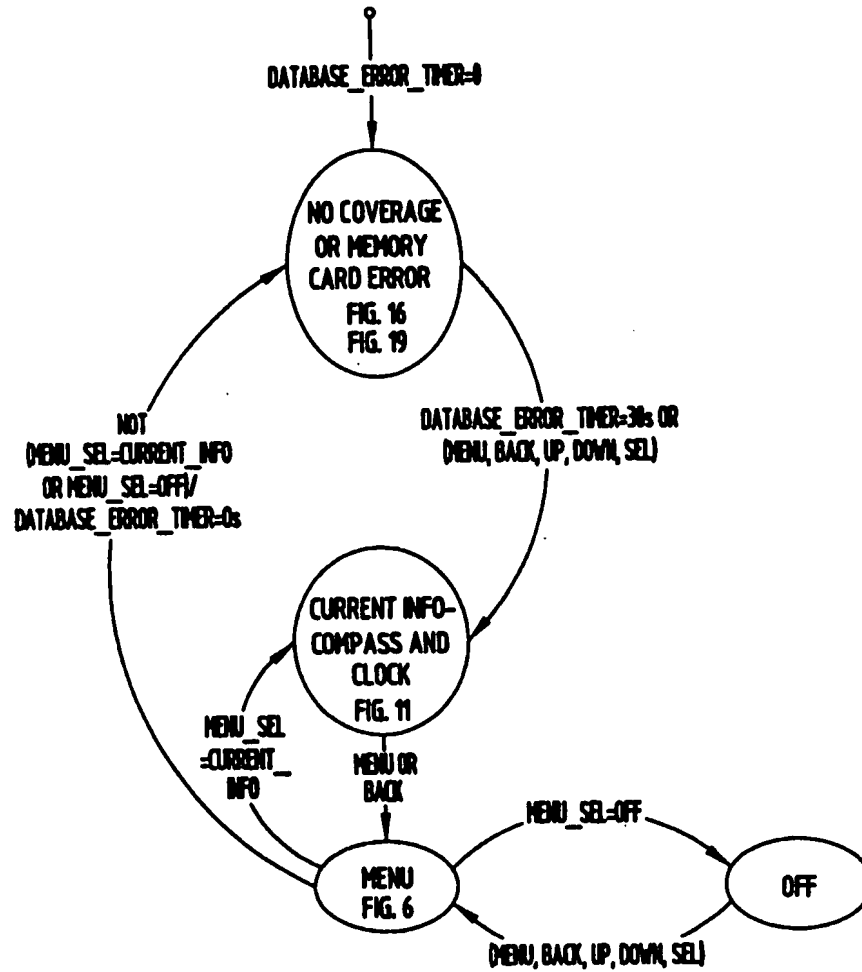 DATABASE_ERROR_TIMER=0
NO COVERAGE
OR MEMORY
CARD ERROR
FIG. 16
FIG. 19
NOT
(MENU_SEL=CURRENT_INFO
OR MENU_SEL=OFF)/
DATABASE_ERROR_TIMER=0s
DATABASE_ERROR_TIMER=30s OR
(MENU, BACK, UP, DOWN, SEL)
CURRENT INFO-
COMPASS AND
CLOCK
FIG. 11
MENU_SEL
=CURRENT_
INFO
MENU OR
BACK
MENU_SEL=OFF
MENU
FIG. 6
OFF
(MENU, BACK, UP, DOWN, SEL)